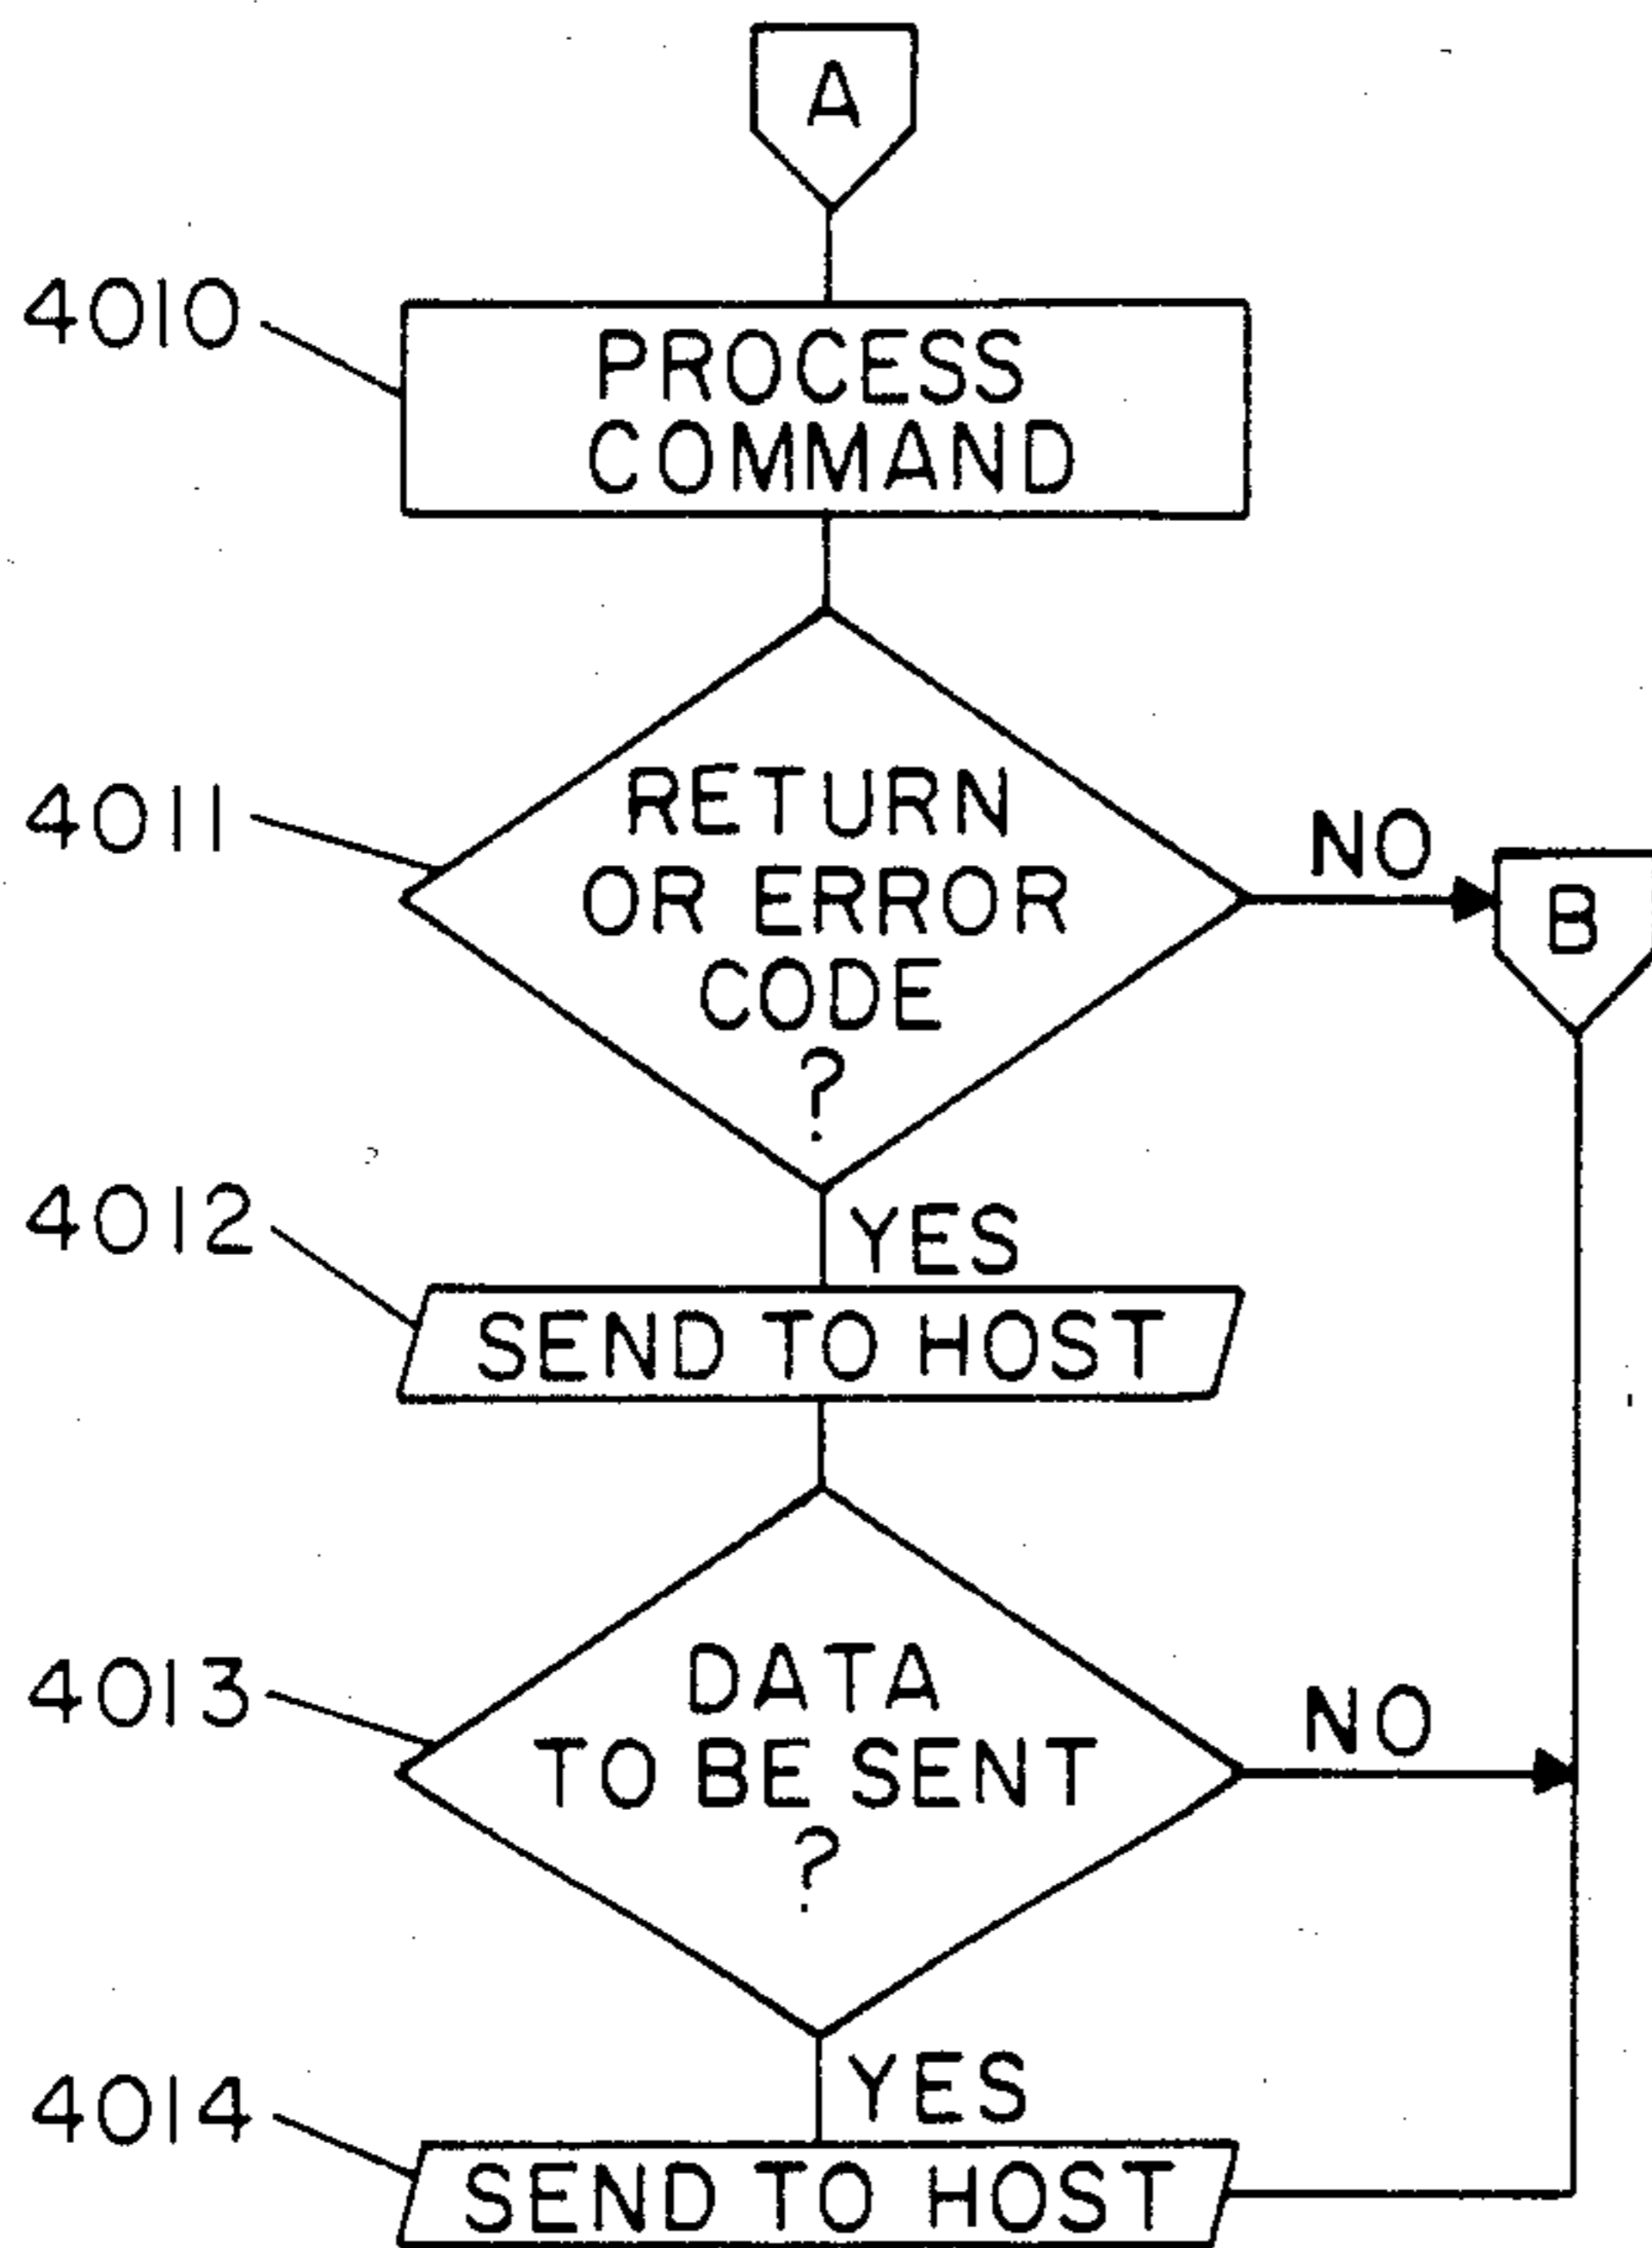 A
4010
PROCESS
COMMAND
4011
RETURN
OR ERROR
CODE
?
NO
B
4012
YES
SEND TO HOST
4013
DATA
TO BE SENT
?
NO
4014
YES
SEND TO HOST